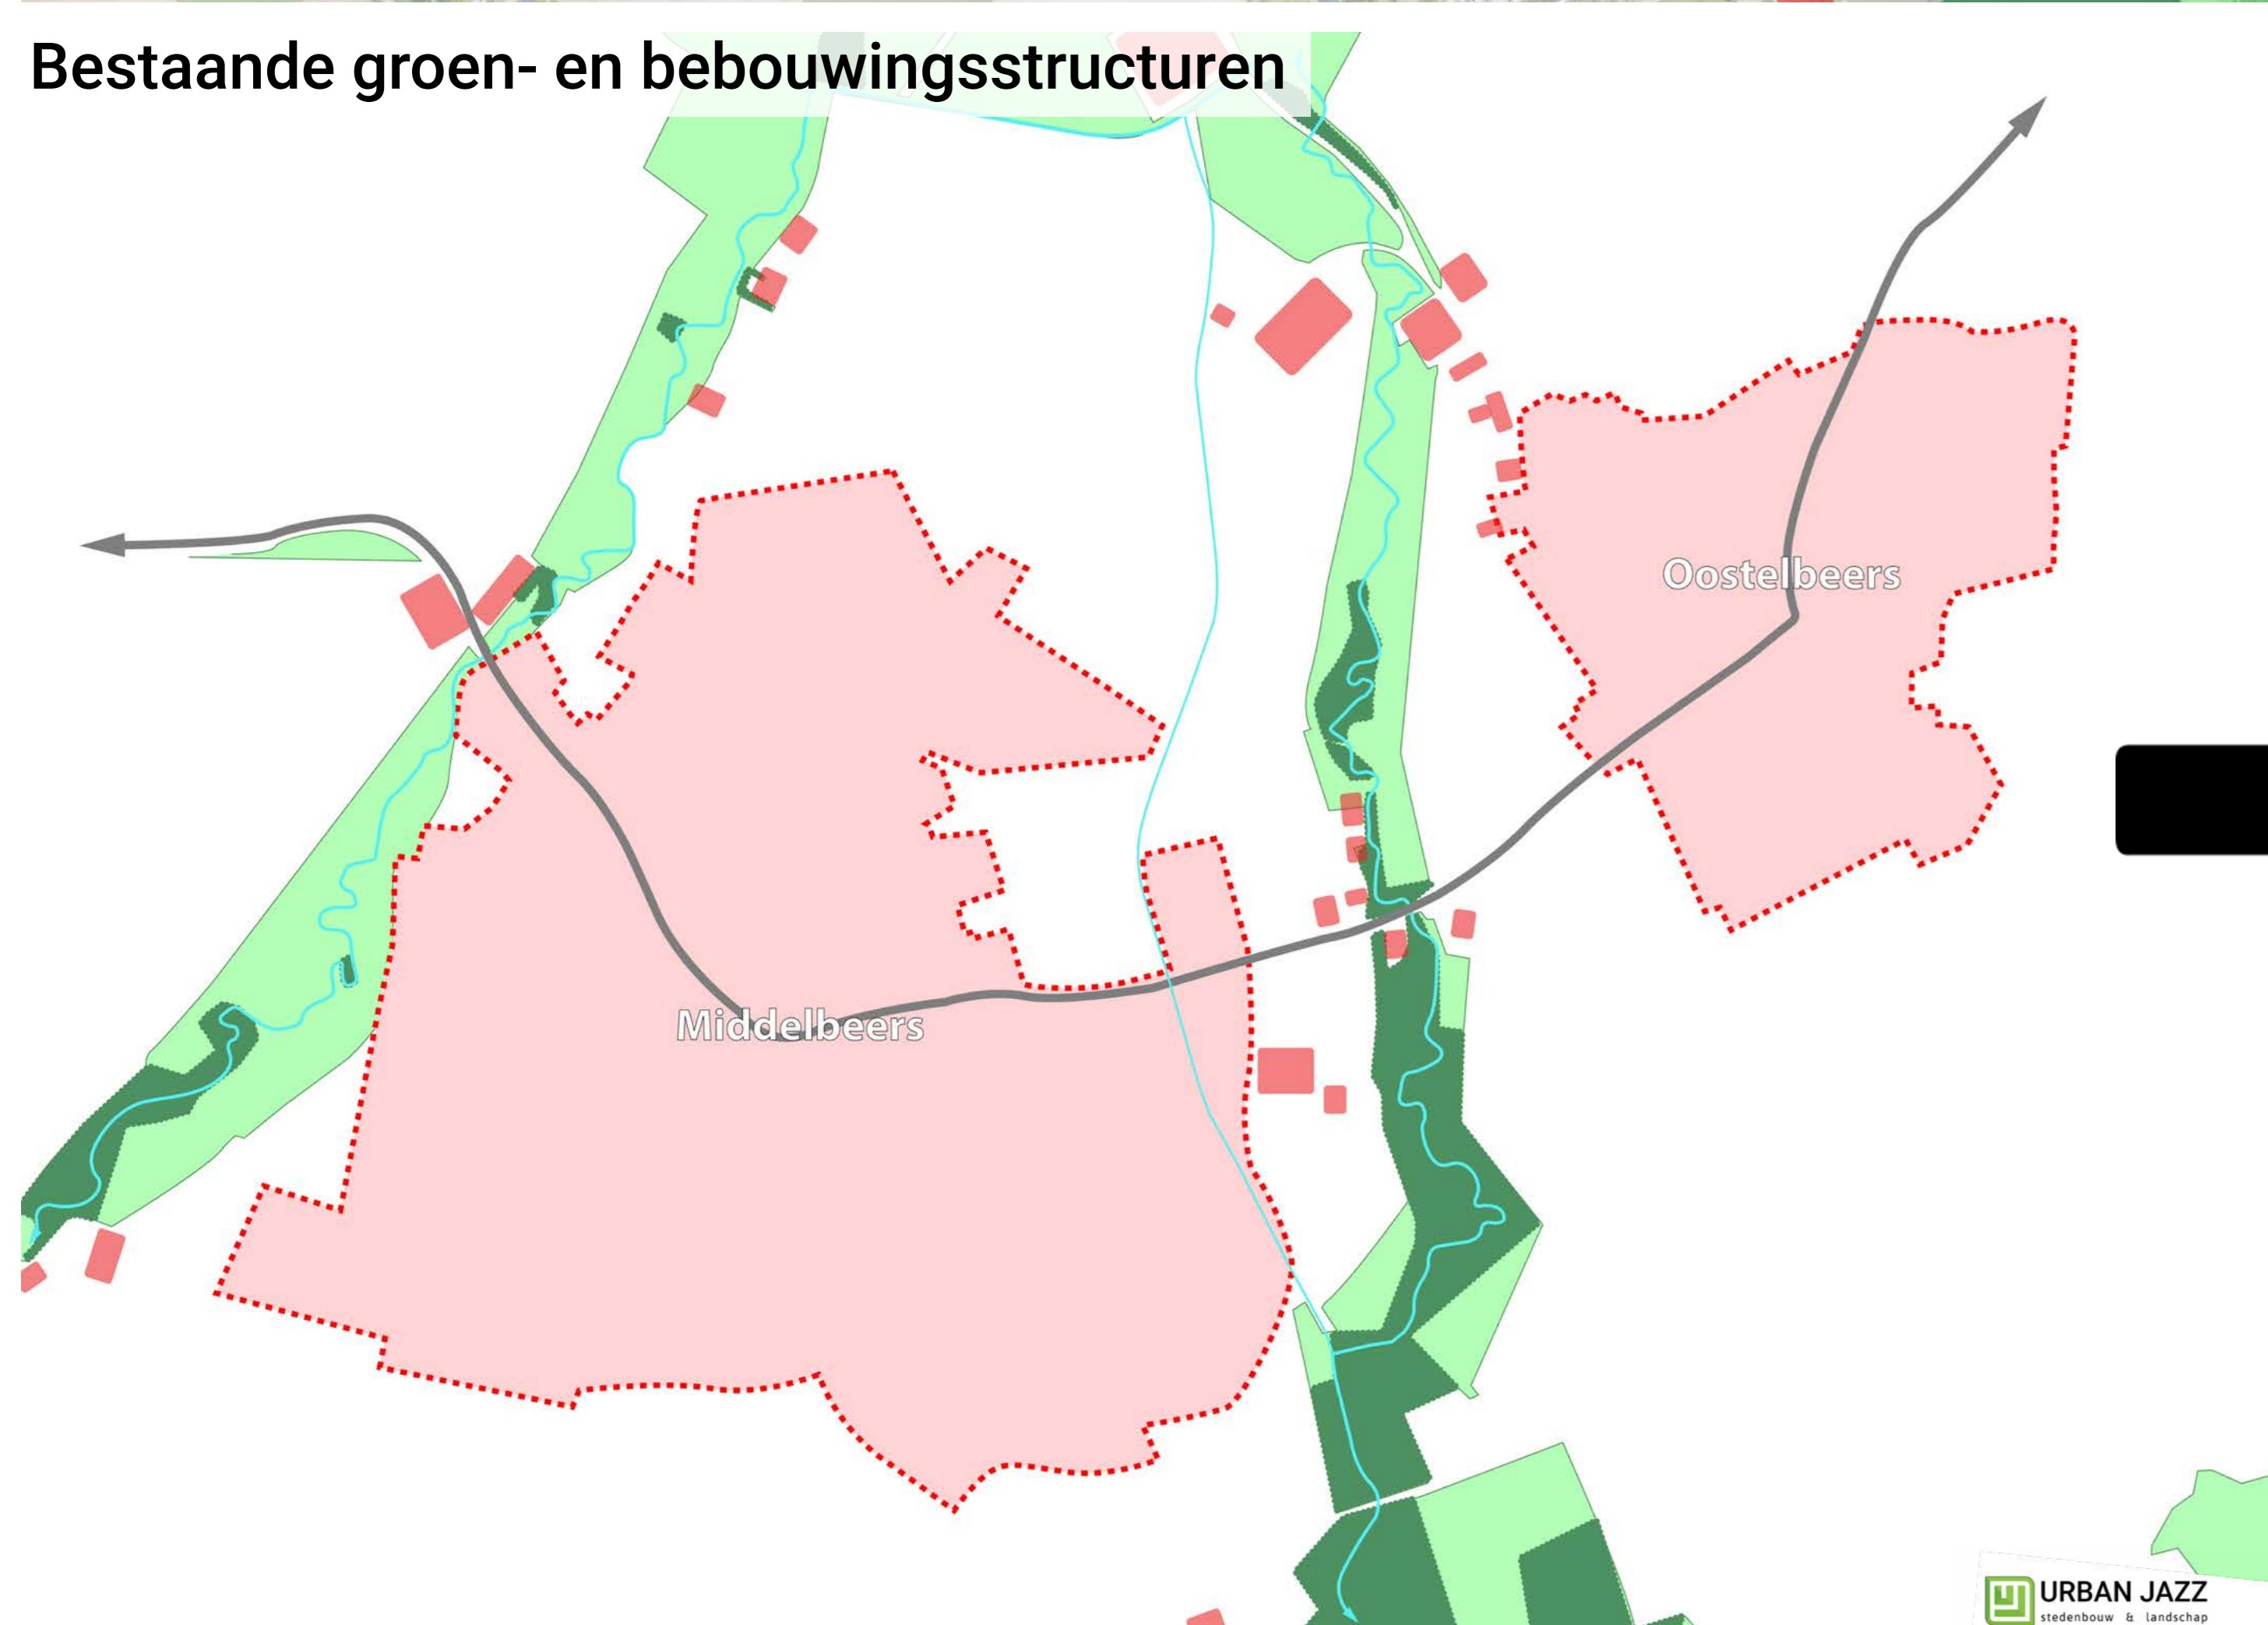 Bestaande groen- en bebouwingsstructuren
Oostelbeers
Middelbeers
URBAN JAZZ
stedenbouw & landschap